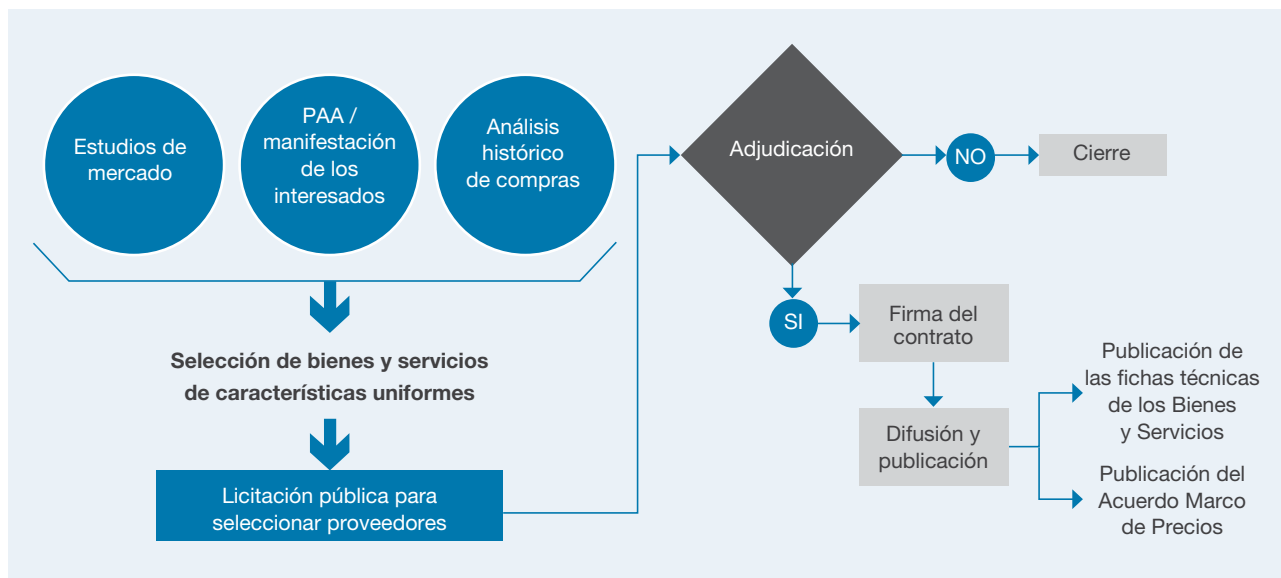 Estudios de
mercado
PAA /
manifestación
de los
interesados
Análisis
histórico
de compras
Selección de bienes y servicios
de características uniformes
Licitación pública para
seleccionar proveedores
Adjudicación
NO
Cierre
SI
Firma del
contrato
Difusión y
publicación
Publicación de
las fichas técnicas
de los Bienes
y Servicios
Publicación del
Acuerdo Marco
de Precios